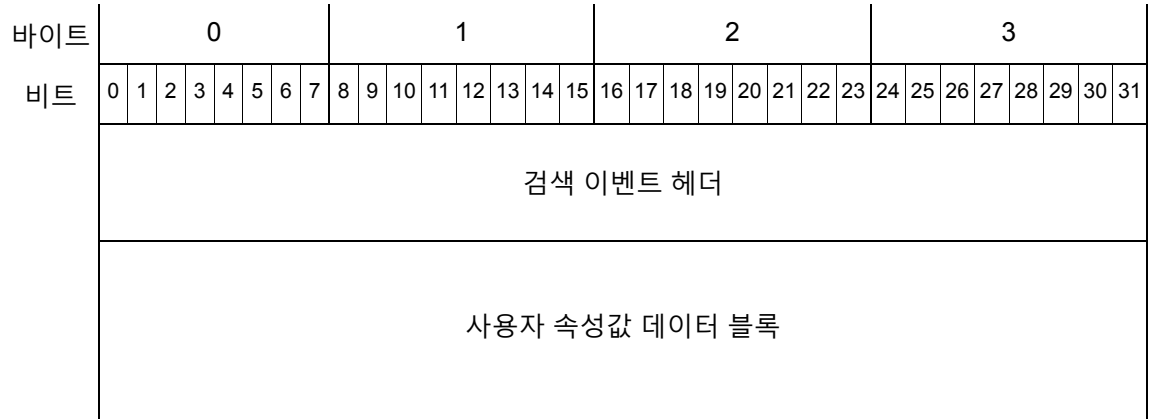 바이트 0 1 2 3
비트 0 1 2 3 4 5 6 7 8 9 10 11 12 13 14 15 16 17 18 19 20 21 22 23 24 25 26 27 28 29 30 31
검색 이벤트 헤더
사용자 속성값 데이터 블록